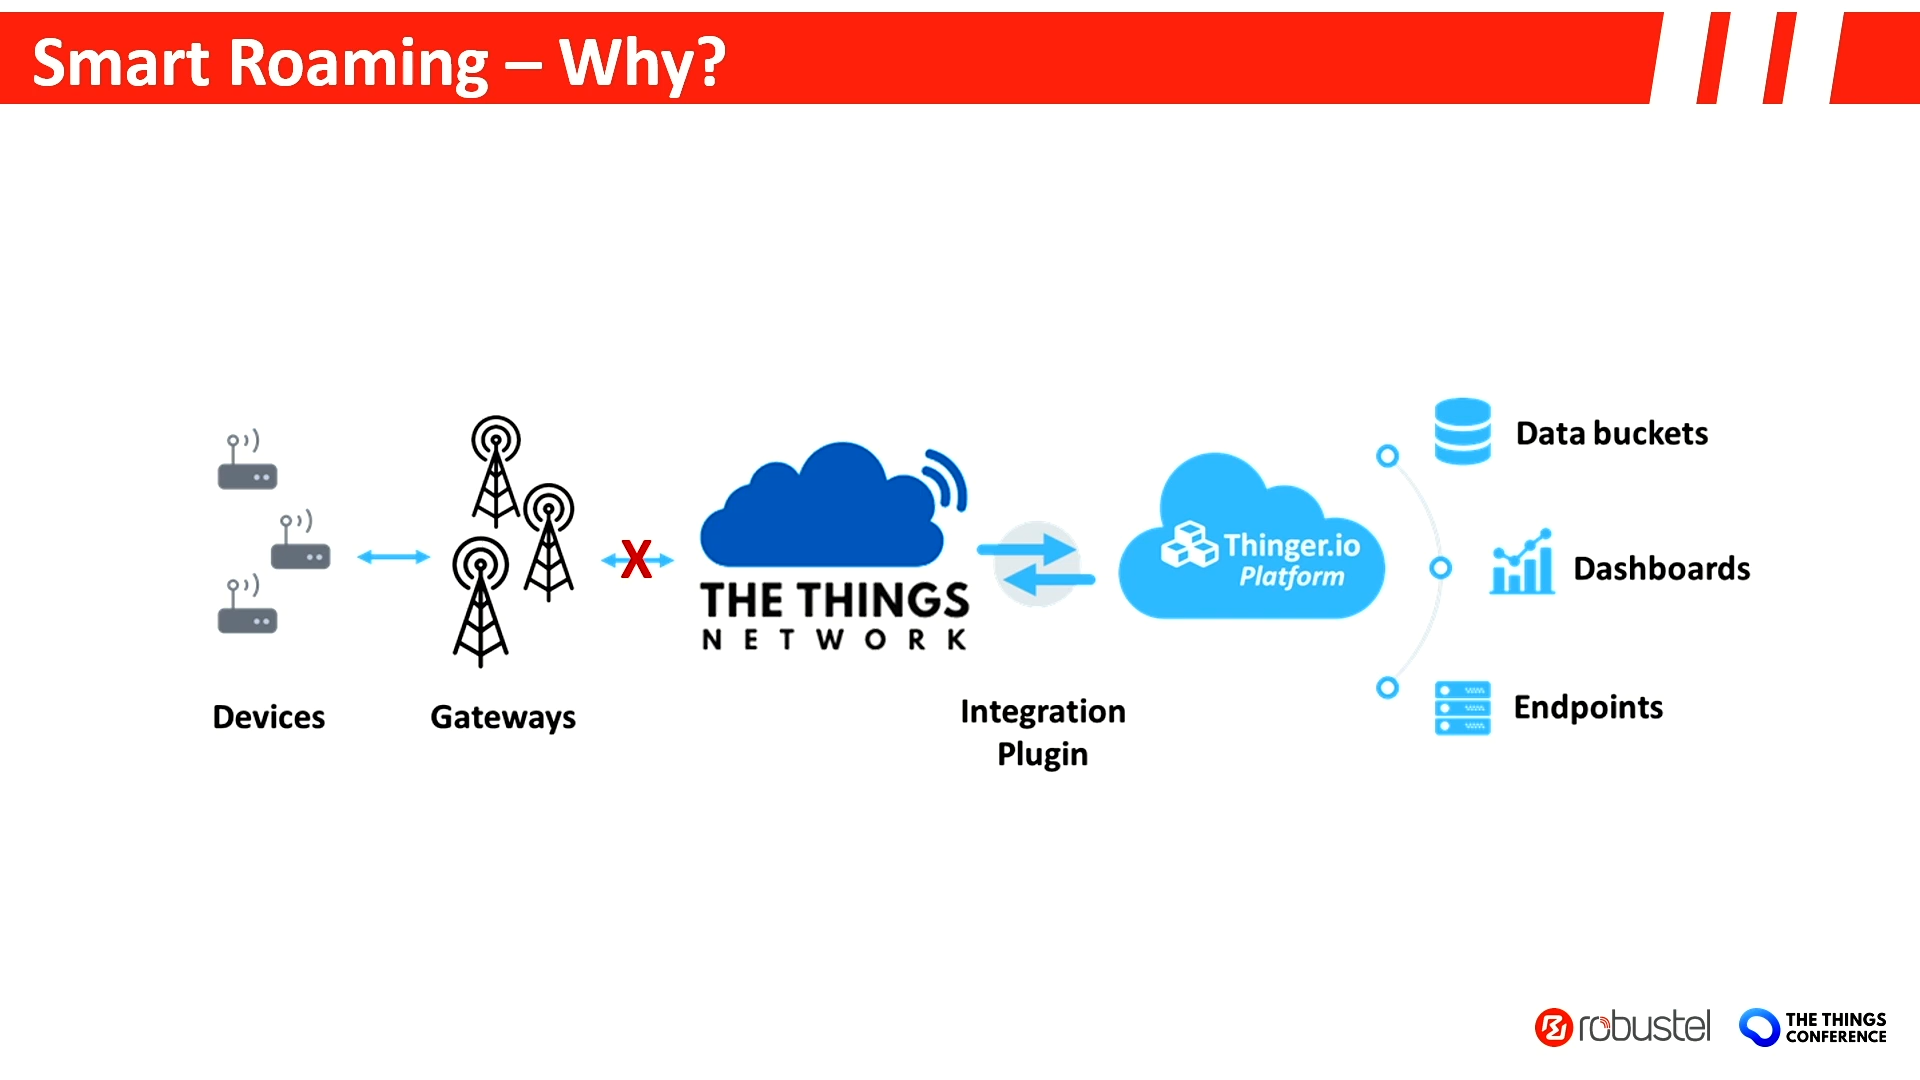 Smart Roaming – Why?
Devices
Gateways
X
THE THINGS
NETWORK
Integration
Plugin
Thinger.io
Platform
Data buckets
Dashboards
Endpoints
robustel
THE THINGS
CONFERENCE